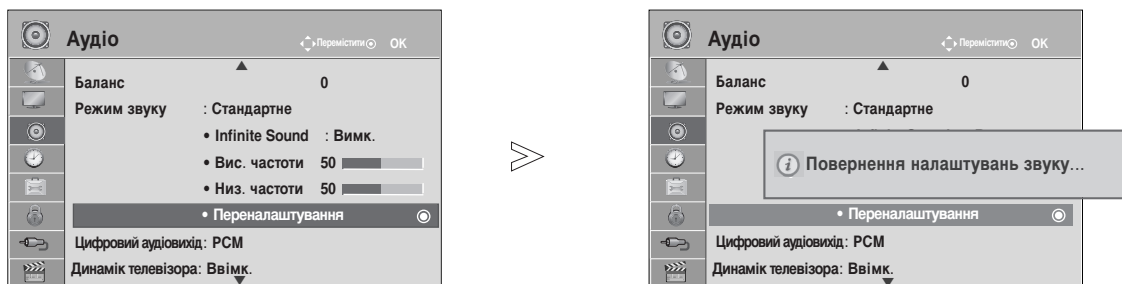 Аудіо Перемістити OK
Баланс 0
Режим звуку : Стандартне
• Infinite Sound : Вимк.
• Вис. частоти 50
• Низ. частоти 50
• Переналаштування
Цифровий аудіовихід: PCM
Динамік телевізора: Ввімк.
Аудіо Перемістити OK
Баланс 0
Режим звуку : Стандартне
Повернення налаштувань звуку...
• Переналаштування
Цифровий аудіовихід: PCM
Динамік телевізора: Ввімк.